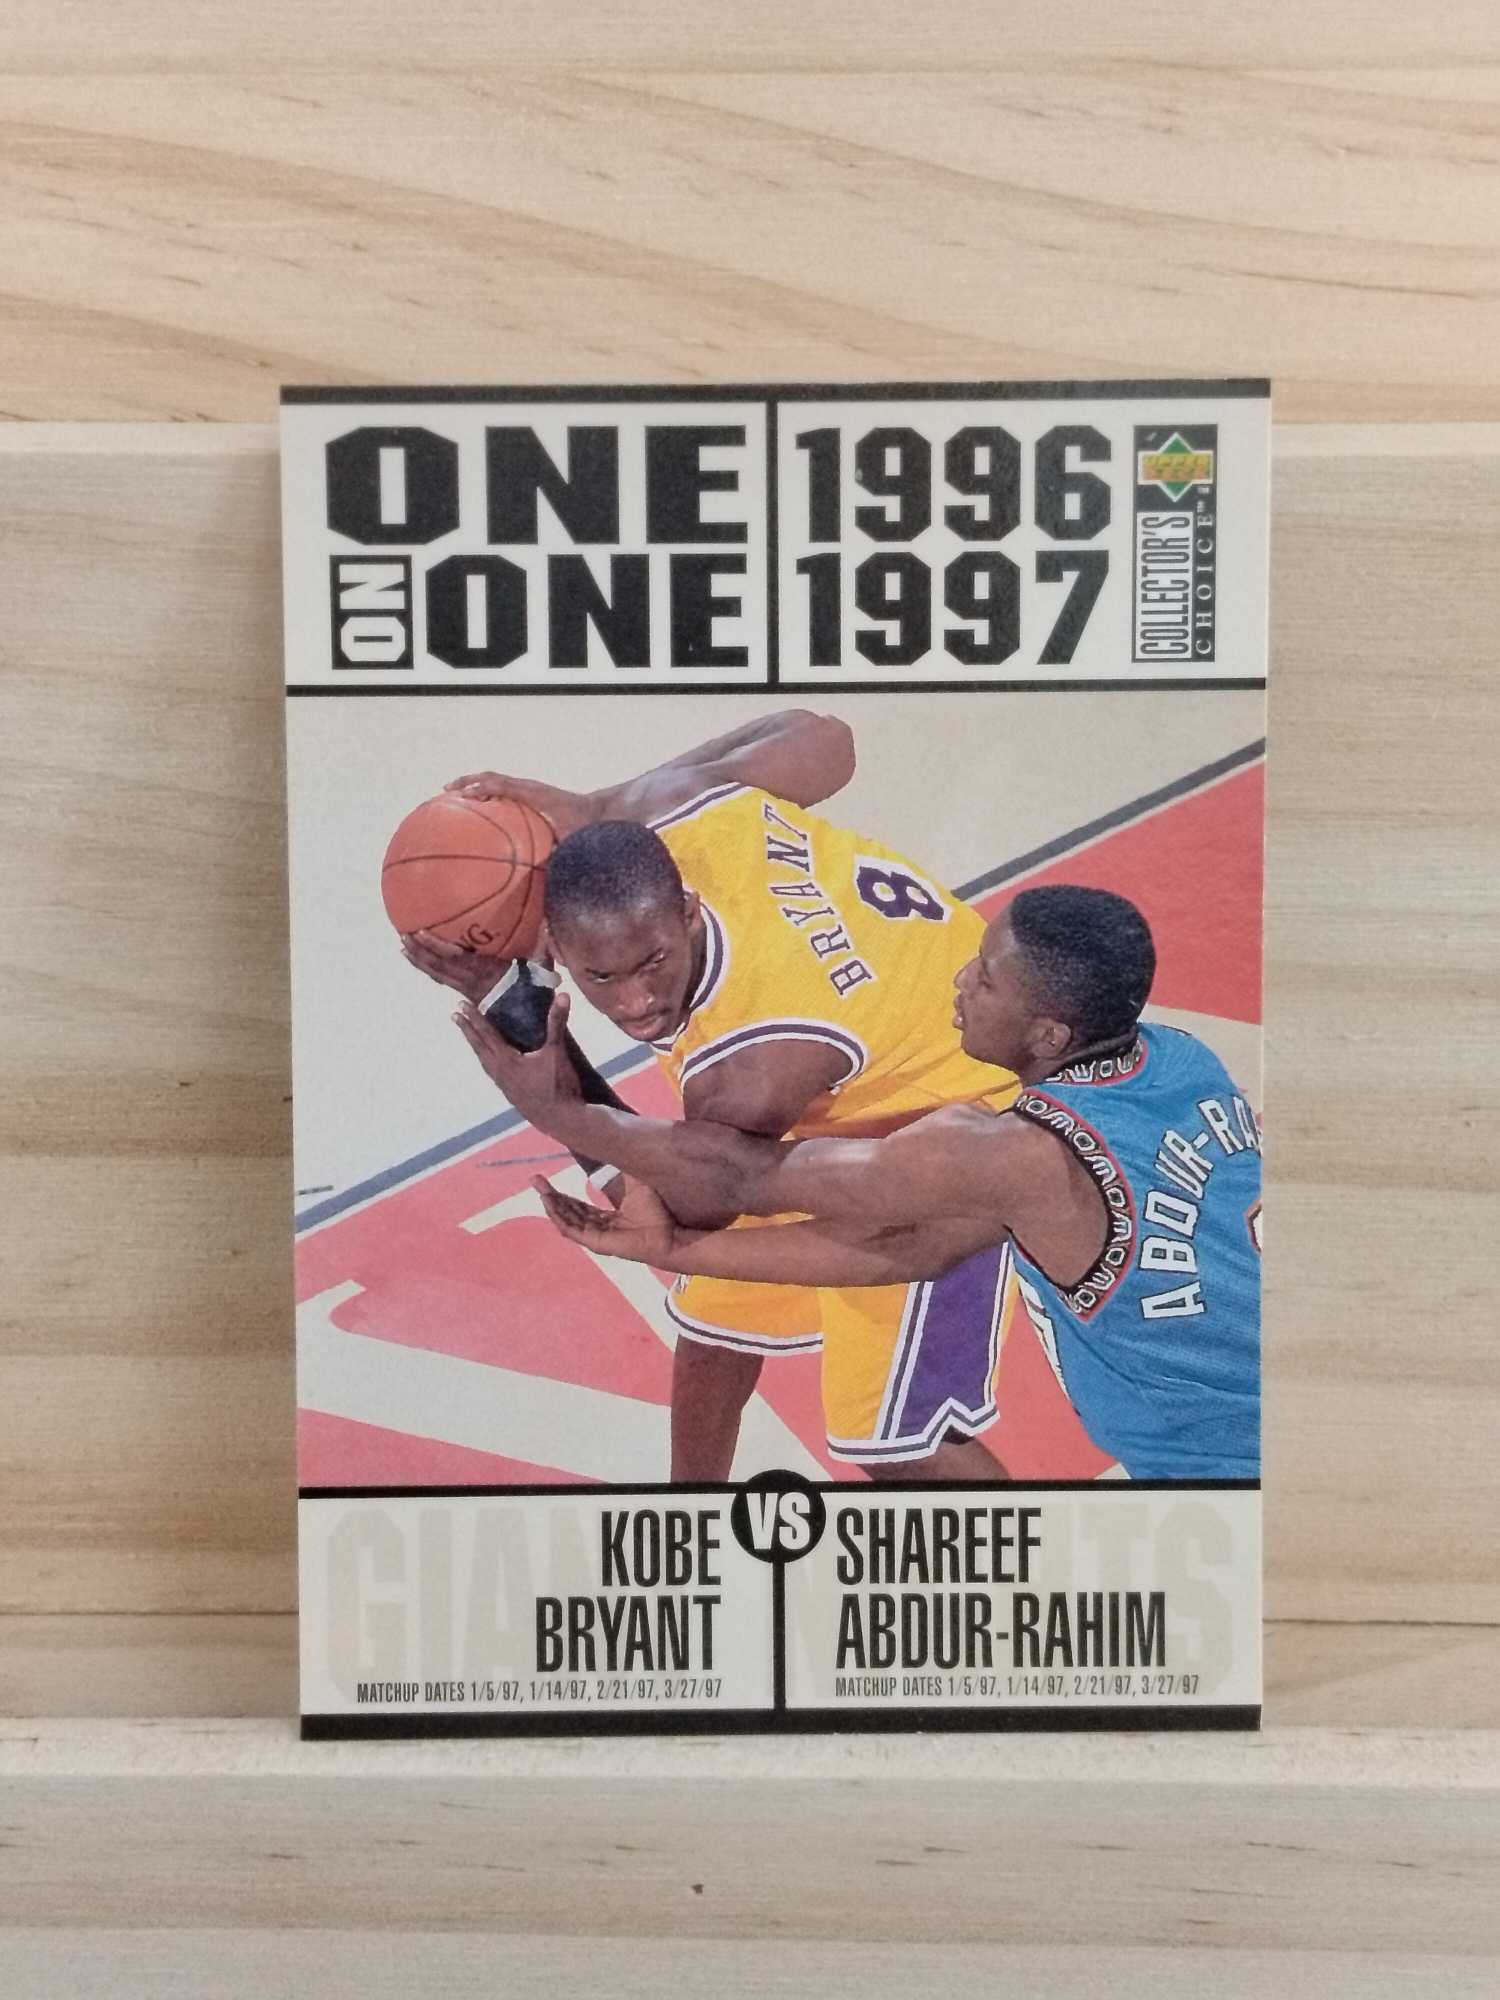 ONE
ON ONE
1996
1997
UPPER DECK
COLLECTOR'S
CHOICE™
BRYANT
8
ABDUR-RA
GIANTS
VS
KOBE
BRYANT
MATCHUP DATES 1/5/97, 1/14/97, 2/21/97, 3/27/97
SHAREEF
ABDUR-RAHIM
MATCHUP DATES 1/5/97, 1/14/97, 2/21/97, 3/27/97